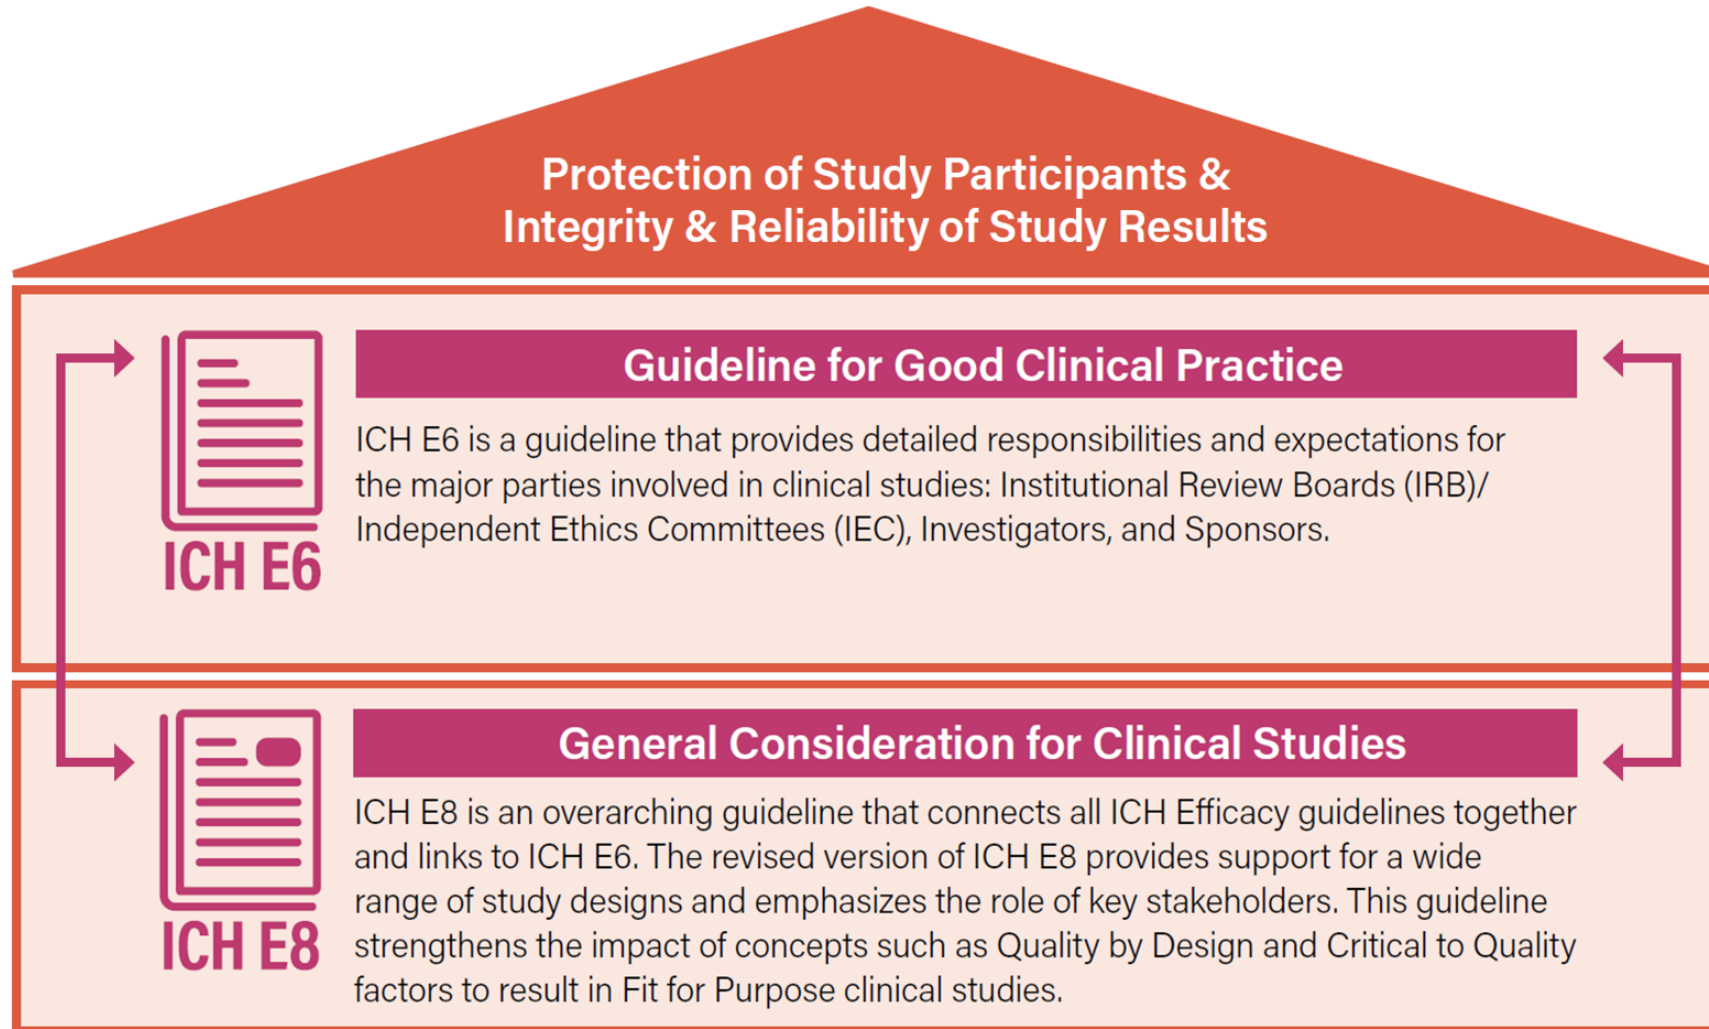 Protection of Study Participants &
Integrity & Reliability of Study Results
Guideline for Good Clinical Practice
ICH E6 is a guideline that provides detailed responsibilities and expectations for
the major parties involved in clinical studies: Institutional Review Boards (IRB)/
Independent Ethics Committees (IEC), Investigators, and Sponsors.
ICH E6
General Consideration for Clinical Studies
ICH E8 is an overarching guideline that connects all ICH Efficacy guidelines together
and links to ICH E6. The revised version of ICH E8 provides support for a wide
range of study designs and emphasizes the role of key stakeholders. This guideline
strengthens the impact of concepts such as Quality by Design and Critical to Quality
factors to result in Fit for Purpose clinical studies.
ICH E8